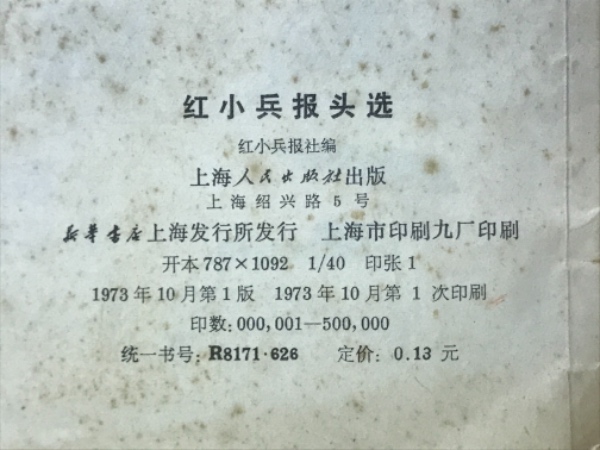 红小兵报头选
红小兵报社编
上海人民出版社出版
上海绍兴路5号
新华书店上海发行所发行 上海市印刷九厂印刷
开本787×1092 1/40 印张1
1973年10月第1版 1973年10月第1次印刷
印数:000,001—500,000
统一书号:R8171·626 定价:0.13元